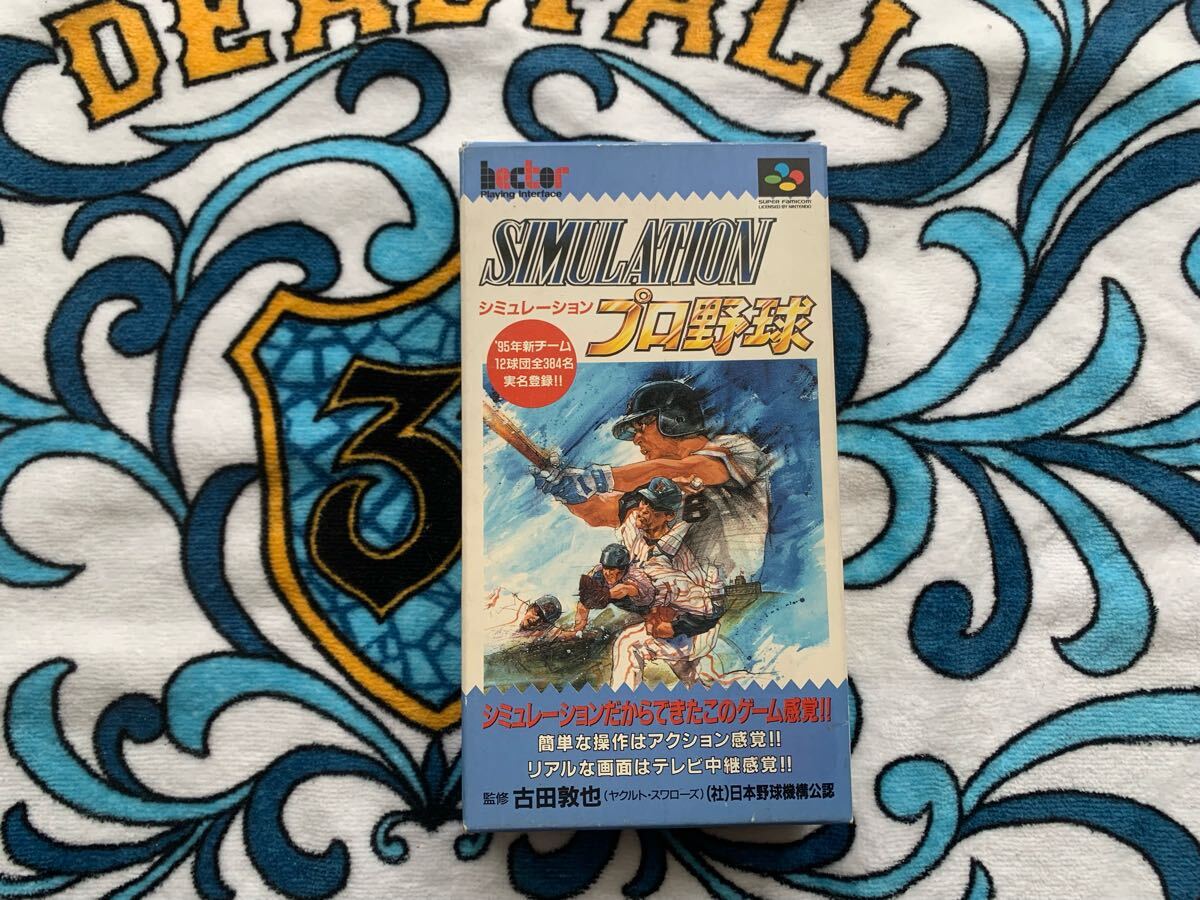 DEADFALL
3
hector
Playing Interface
SUPER FAMICOM
LICENSED BY NINTENDO
SIMULATION
シミュレーション
プロ野球
'95年新チーム
12球団全384名
実名登録!!
B
シミュレーションだからできたこのゲーム感覚!!
簡単な操作はアクション感覚!!
リアルな画面はテレビ中継感覚!!
監修 古田敦也(ヤクルト・スワローズ) (社)日本野球機構公認